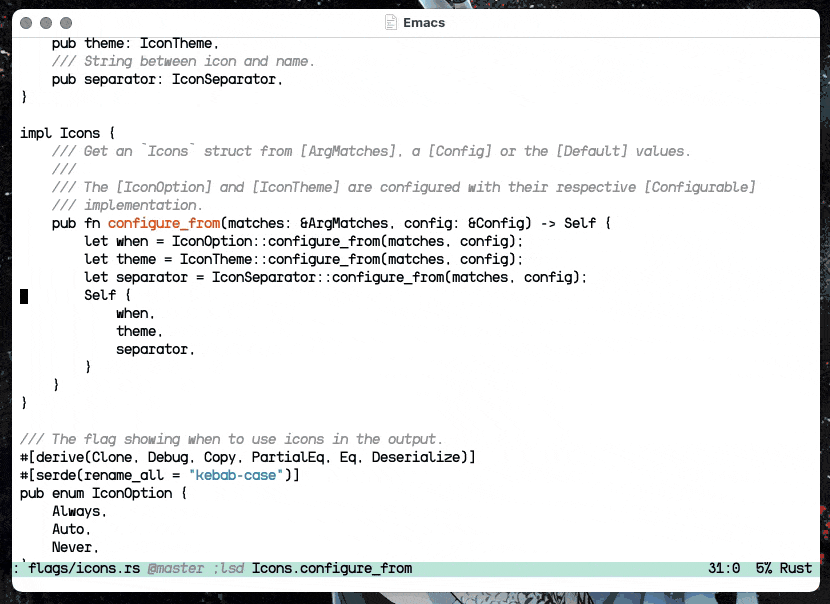 Emacs
    pub theme: IconTheme,
    /// String between icon and name.
    pub separator: IconSeparator,
}
impl Icons {
    /// Get an `Icons` struct from [ArgMatches], a [Config] or the [Default] values.
    ///
    /// The [IconOption] and [IconTheme] are configured with their respective [Configurable]
    /// implementation.
    pub fn configure_from(matches: &ArgMatches, config: &Config) -> Self {
        let when = IconOption::configure_from(matches, config);
        let theme = IconTheme::configure_from(matches, config);
        let separator = IconSeparator::configure_from(matches, config);
        Self {
            when,
            theme,
            separator,
        }
    }
}
/// The flag showing when to use icons in the output.
#[derive(Clone, Debug, Copy, PartialEq, Eq, Deserialize)]
#[serde(rename_all = "kebab-case")]
pub enum IconOption {
    Always,
    Auto,
    Never,
: flags/icons.rs @master ;lsd Icons.configure_from 31:0 5% Rust